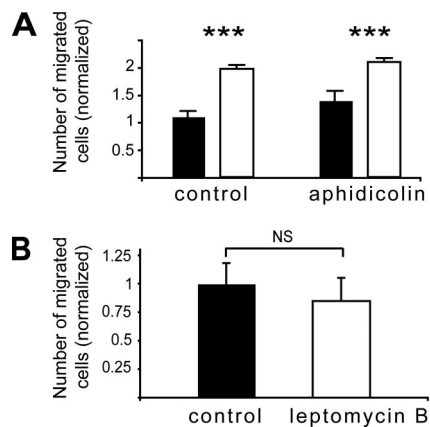 A
Number of migrated
cells (normalized)
*** ***
2
1.5
1
0.5
control aphidicolin
B
Number of migrated
cells (normalized)
NS
1.25
1
0.75
0.5
0.25
control leptomycin B